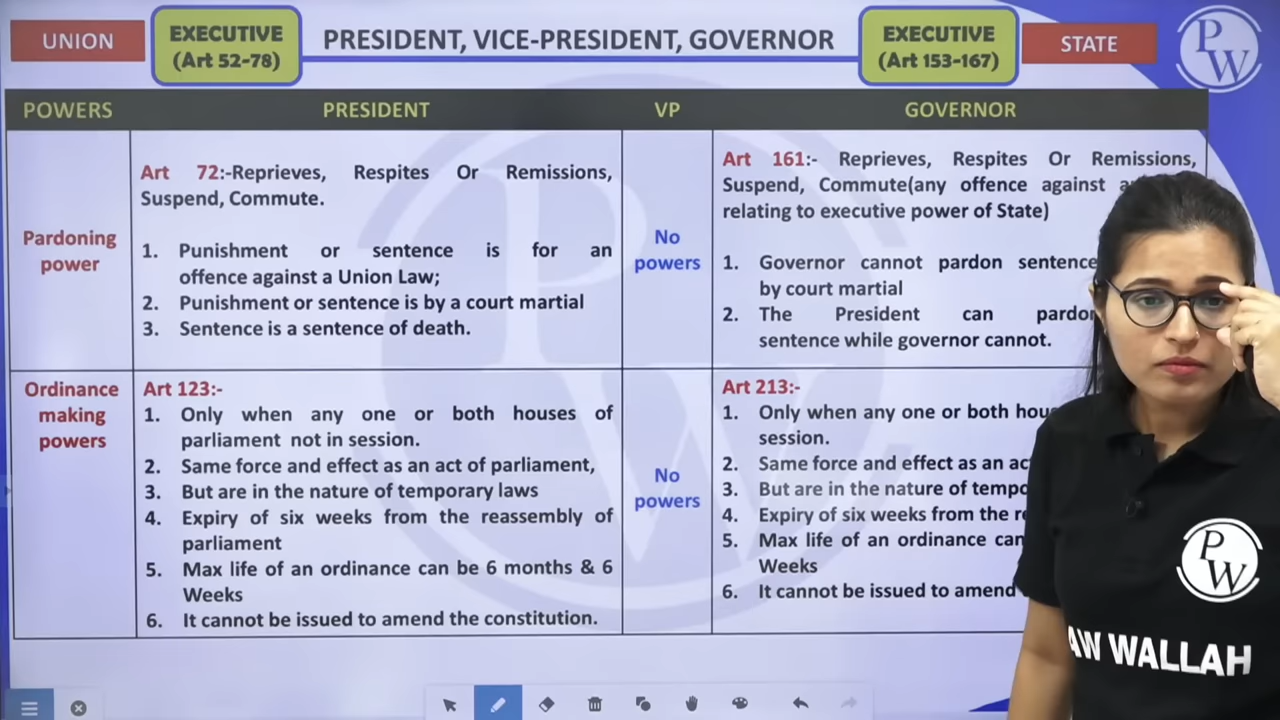 UNION
EXECUTIVE
(Art 52-78)
PRESIDENT, VICE-PRESIDENT, GOVERNOR
EXECUTIVE
(Art 153-167)
STATE
PW
POWERS
PRESIDENT
VP
GOVERNOR
Pardoning
power
Art 72:-Reprieves, Respites Or Remissions,
Suspend, Commute.
1. Punishment or sentence is for an
offence against a Union Law;
2. Punishment or sentence is by a court martial
3. Sentence is a sentence of death.
No
powers
Art 161:- Reprieves, Respites Or Remissions,
Suspend, Commute(any offence against
relating to executive power of State)
1. Governor cannot pardon sentence
by court martial
2. The President can
sentence while governor cannot.
Ordinance
making
powers
Art 123:-
1. Only when any one or both houses of
parliament not in session.
2. Same force and effect as an act of parliament,
3. But are in the nature of temporary laws
4. Expiry of six weeks from the reassembly of
parliament
5. Max life of an ordinance can be 6 months & 6
Weeks
6. It cannot be issued to amend the constitution.
No
powers
Art 213:-
1. Only when any one or both
session.
2. Same force and effect as an
3. But are in the nature of
4. Expiry of six weeks from the
5. Max life of an ordinance can
Weeks
6. It cannot be issued to amend
PW
PW
AW WALLAH